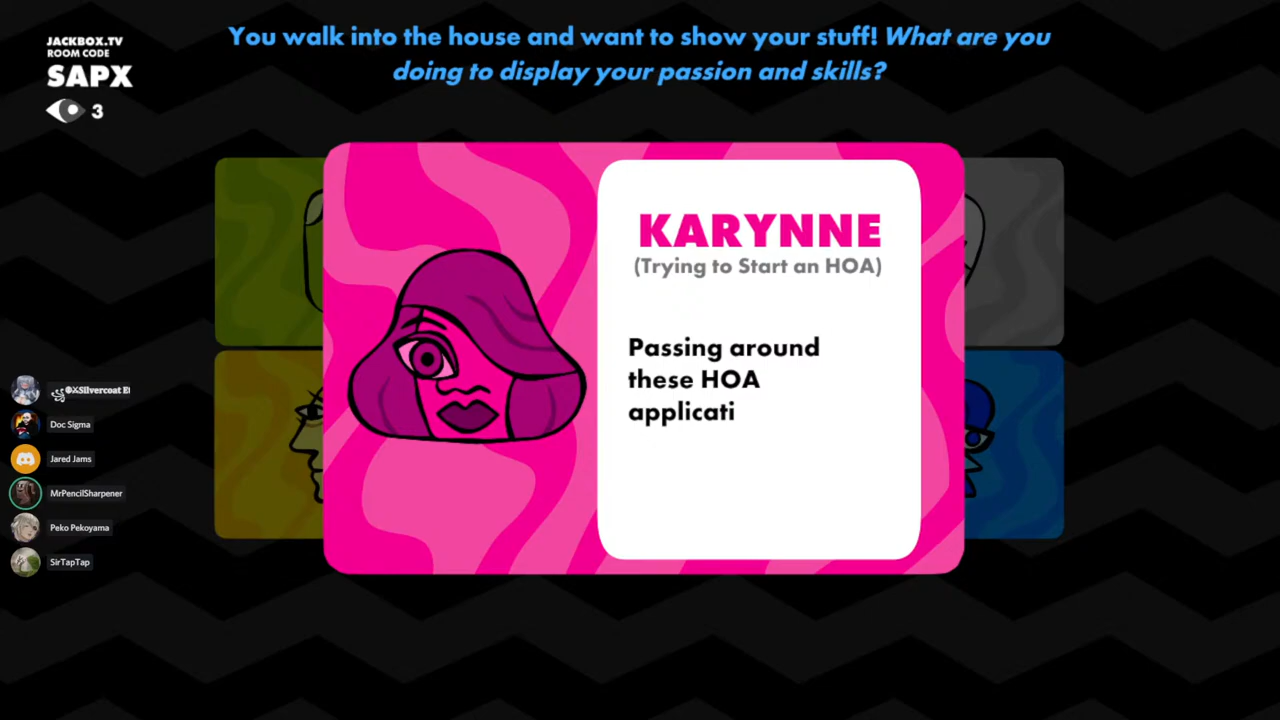 JACKBOX.TV
ROOM CODE
SAPX
3
You walk into the house and want to show your stuff! What are you
doing to display your passion and skills?
KARYNNE
(Trying to Start an HOA)
Passing around
these HOA
applicati
Silvercoat
Doc Sigma
Jared Jams
MrPencilSharpener
Peko Pekoyama
SirTapTap